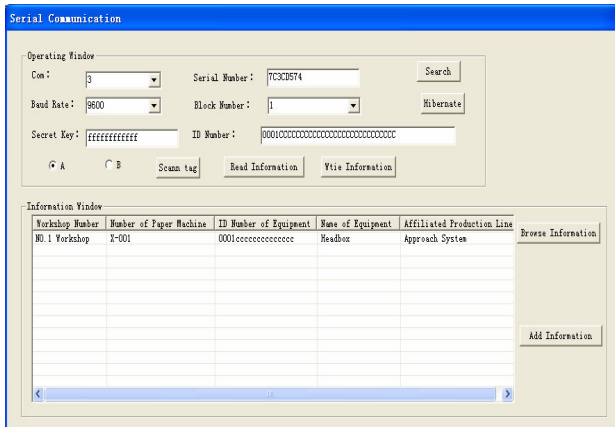 Serial Communication
Operating Window
Com: 3 Serial Number: 7C3CD574 Search
Baud Rate: 9600 Block Number: 1 Hibernate
Secret Key: ffffffffffff ID Number: 0001CCCCCCCCCCCCCCCCCCCCCCCCCCCC
A B Scann tag Read Information Vtie Information
Information Window
Workshop Number Number of Paper Machine ID Number of Equipment Name of Equipment Affiliated Production Line
NO.1 Workshop X-001 0001cccccccccccccc Headbox Approach System
Browse Information
Add Information